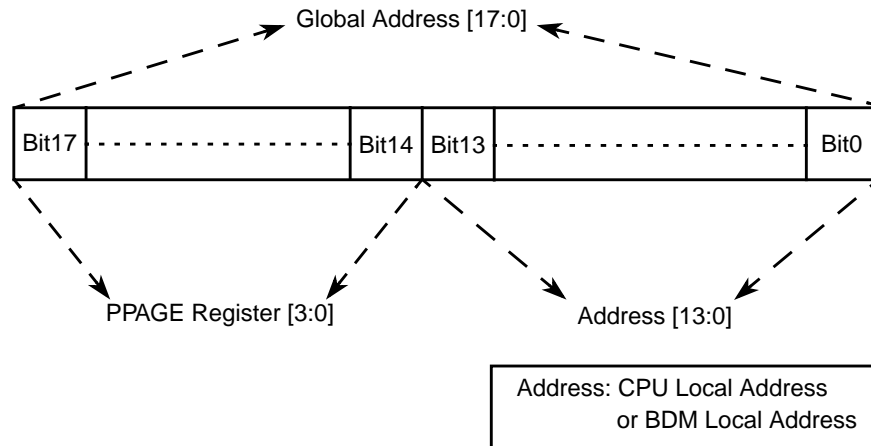 Global Address [17:0]
Bit17
Bit14
Bit13
Bit0
PPAGE Register [3:0]
Address [13:0]
Address: CPU Local Address
or BDM Local Address